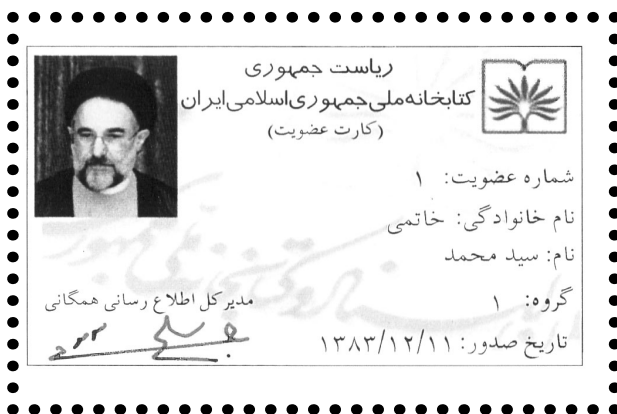 ریاست جمهوری
کتابخانه ملی جمهوری اسلامی ایران
(کارت عضویت)
شماره عضویت: ۱
نام خانوادگی: خاتمی
نام: سید محمد
گروه: ۱
تاریخ صدور: ۱۳۸۳/۱۲/۱۱
مدیر کل اطلاع رسانی همگانی